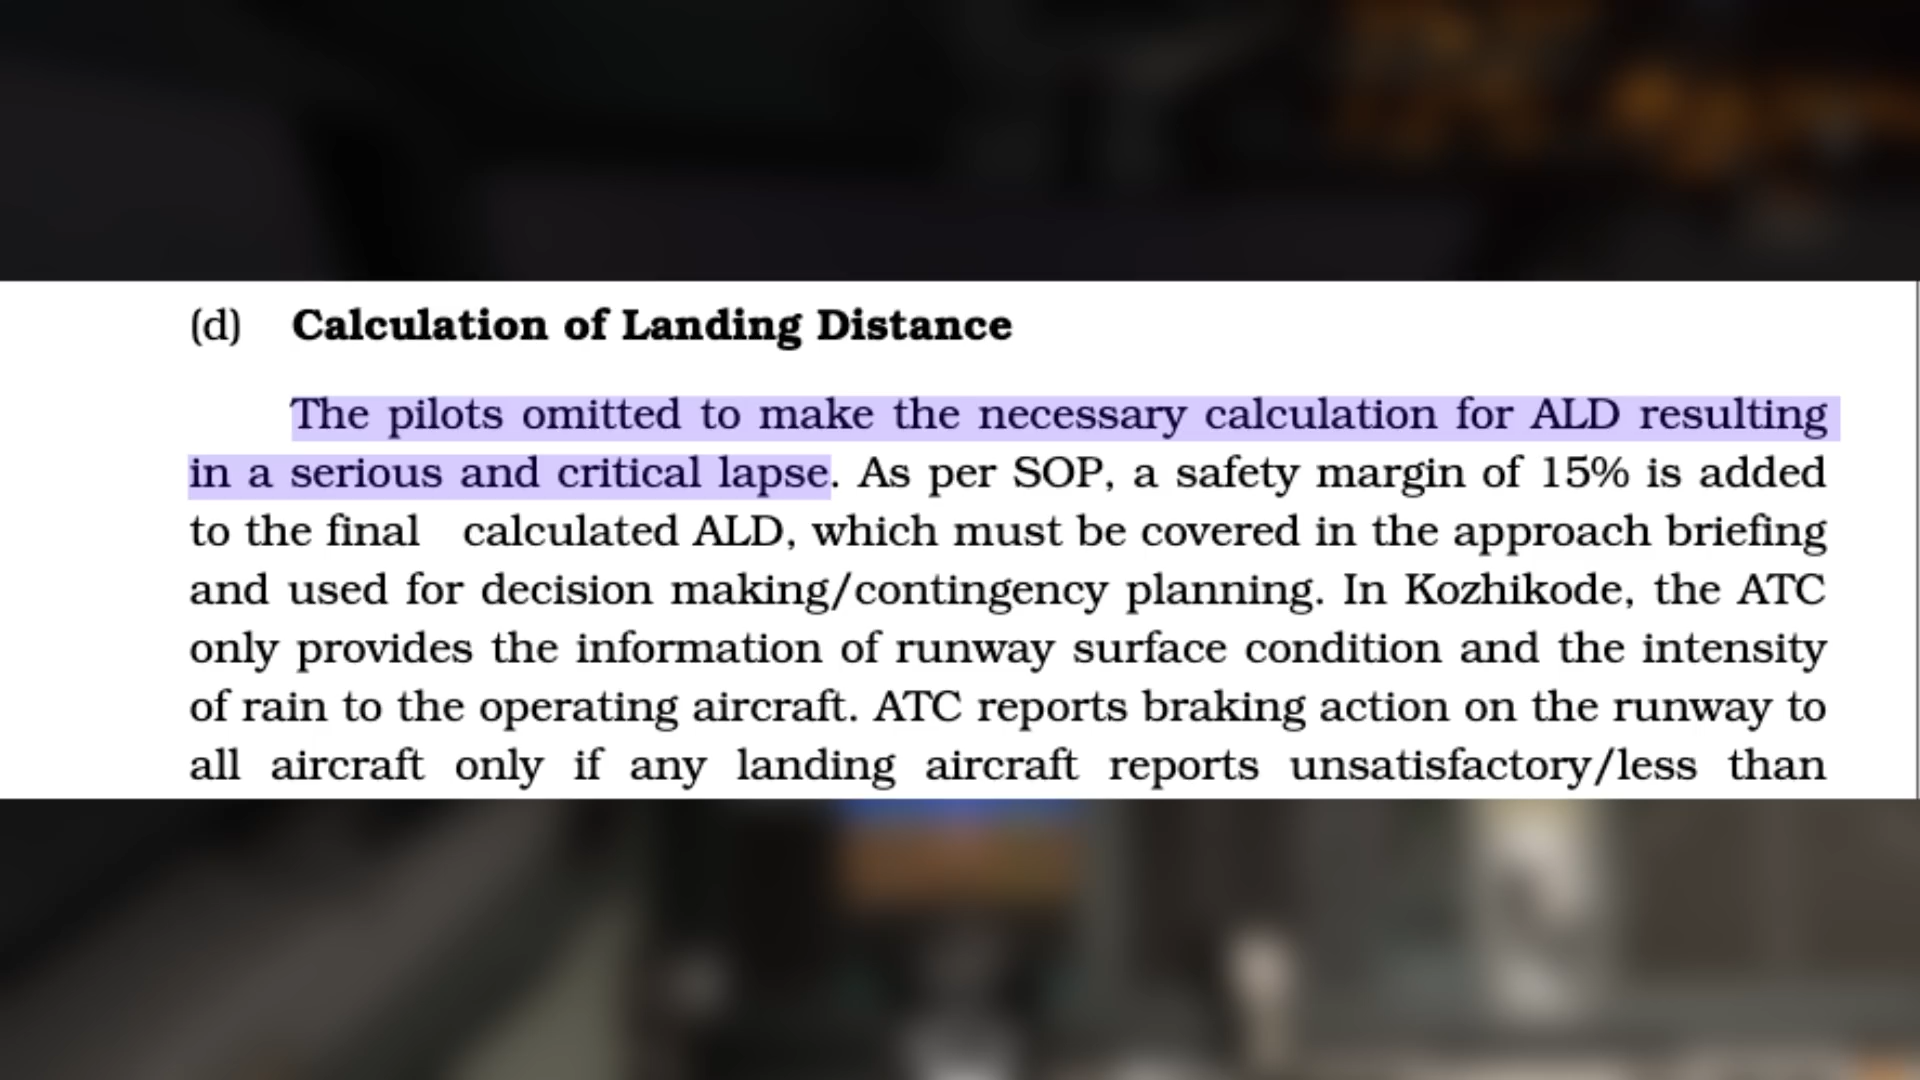 (d) Calculation of Landing Distance
The pilots omitted to make the necessary calculation for ALD resulting
in a serious and critical lapse. As per SOP, a safety margin of 15% is added
to the final calculated ALD, which must be covered in the approach briefing
and used for decision making/contingency planning. In Kozhikode, the ATC
only provides the information of runway surface condition and the intensity
of rain to the operating aircraft. ATC reports braking action on the runway to
all aircraft only if any landing aircraft reports unsatisfactory/less than